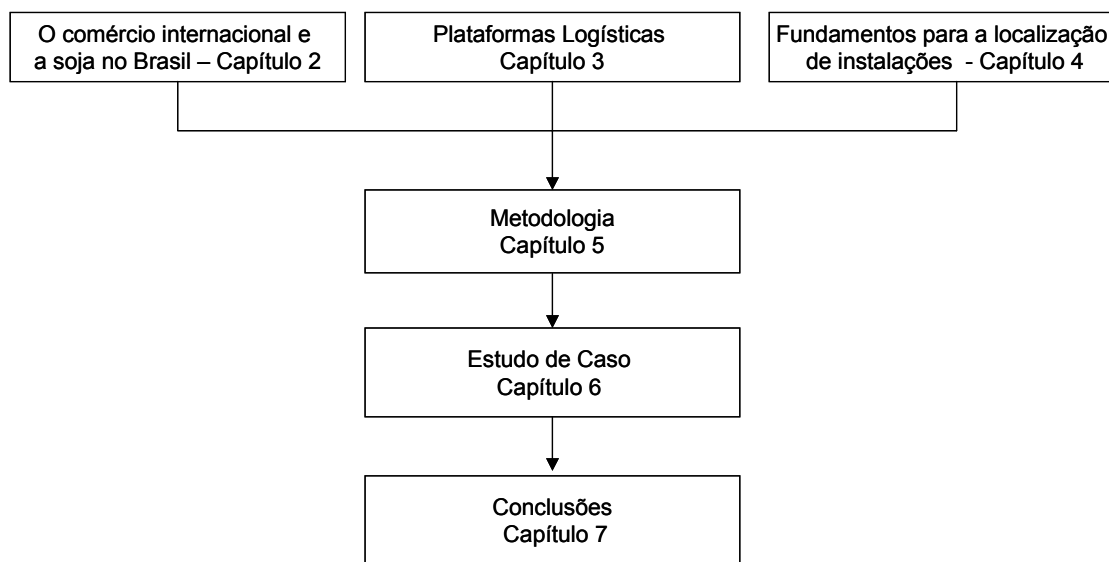 O comércio internacional e
a soja no Brasil – Capítulo 2
Plataformas Logísticas
Capítulo 3
Fundamentos para a localização
de instalações - Capítulo 4
Metodologia
Capítulo 5
Estudo de Caso
Capítulo 6
Conclusões
Capítulo 7